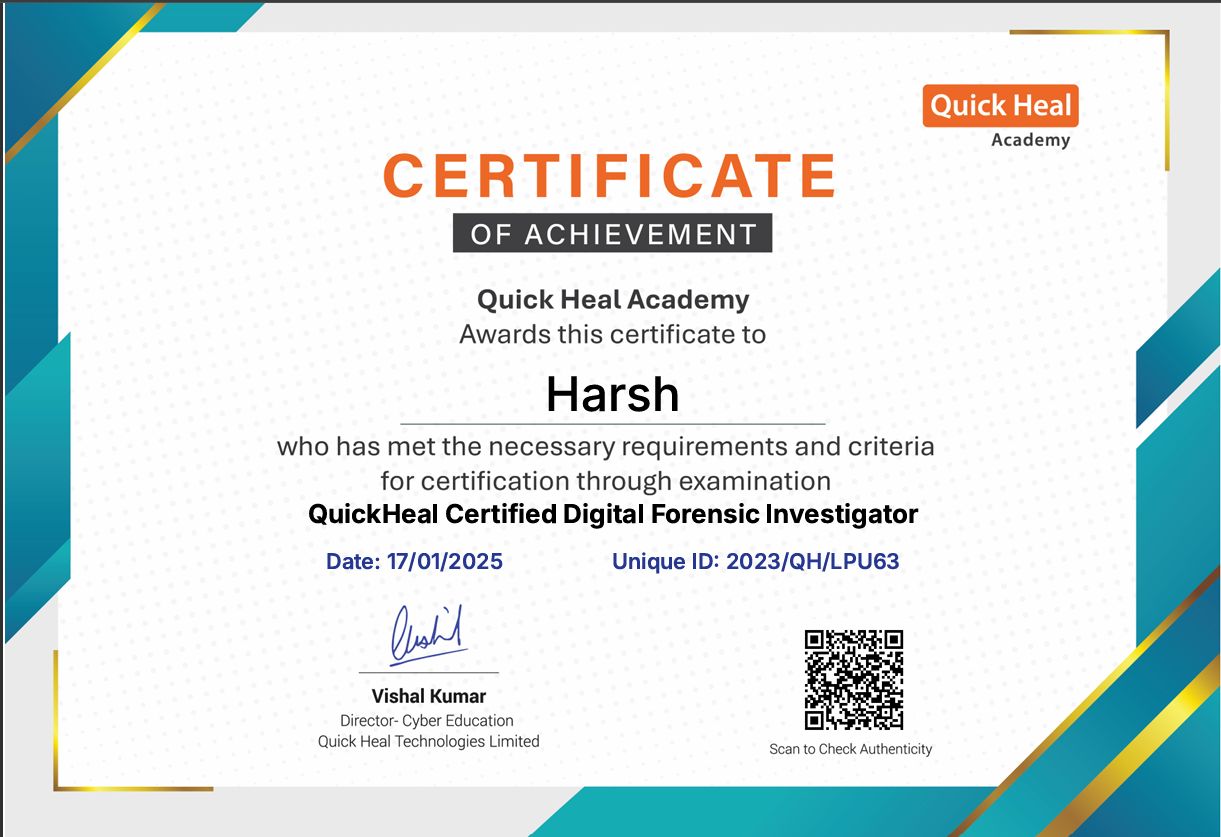 Quick Heal
Academy
CERTIFICATE
OF ACHIEVEMENT
Quick Heal Academy
Awards this certificate to
Harsh
who has met the necessary requirements and criteria
for certification through examination
QuickHeal Certified Digital Forensic Investigator
Date: 17/01/2025 Unique ID: 2023/QH/LPU63
Vishal Kumar
Director- Cyber Education
Quick Heal Technologies Limited
Scan to Check Authenticity